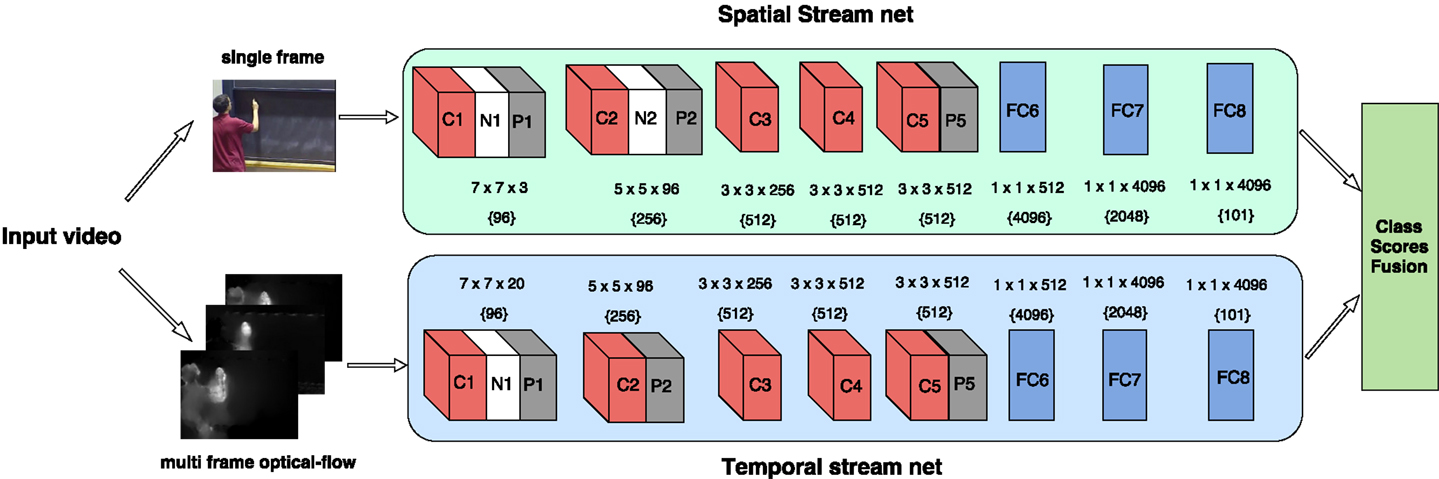 Spatial Stream net
single frame
C1 N1 P1 C2 N2 P2 C3 C4 C5 P5 FC6 FC7 FC8
7 x 7 x 3 5 x 5 x 96 3 x 3 x 256 3 x 3 x 512 3 x 3 x 512 1 x 1 x 512 1 x 1 x 4096 1 x 1 x 4096
{96} {256} {512} {512} {512} {4096} {2048} {101}
Input video
Class
Scores
Fusion
7 x 7 x 20 5 x 5 x 96 3 x 3 x 256 3 x 3 x 512 3 x 3 x 512 1 x 1 x 512 1 x 1 x 4096 1 x 1 x 4096
{96} {256} {512} {512} {512} {4096} {2048} {101}
C1 N1 P1 C2 P2 C3 C4 C5 P5 FC6 FC7 FC8
multi frame optical-flow
Temporal stream net